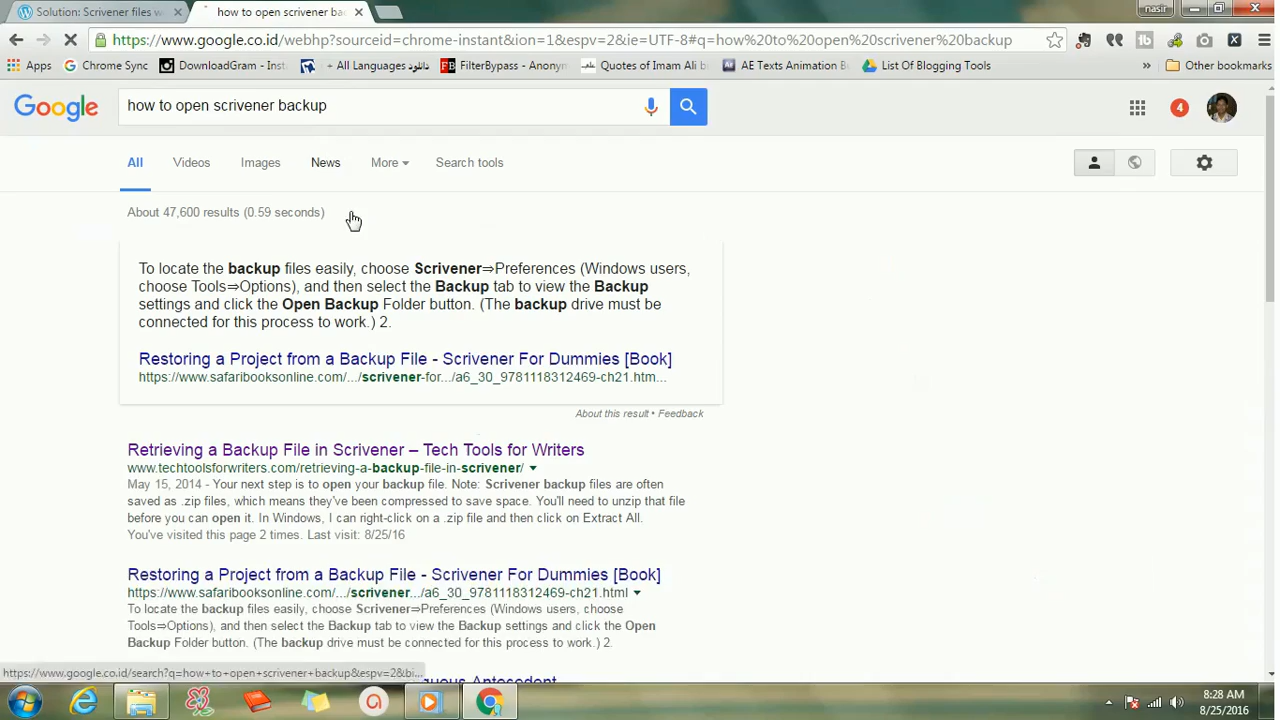 Solution: Scrivener files w
how to open scrivener bac
nasir
https://www.google.co.id/webhp?sourceid=chrome-instant&ion=1&espv=2&ie=UTF-8#q=how%20to%20open%20scrivener%20backup
Apps Chrome Sync DownloadGram - Inst + All Languages دانلود FilterBypass - Anonym Quotes of Imam Ali b AE Texts Animation Bu List Of Blogging Tools » Other bookmarks
Google how to open scrivener backup 4
All Videos Images News More Search tools
About 47,600 results (0.59 seconds)
To locate the backup files easily, choose Scrivener⇒Preferences (Windows users,
choose Tools⇒Options), and then select the Backup tab to view the Backup
settings and click the Open Backup Folder button. (The backup drive must be
connected for this process to work.) 2.
Restoring a Project from a Backup File - Scrivener For Dummies [Book]
https://www.safaribooksonline.com/.../scrivener-for.../a6_30_9781118312469-ch21.htm...
About this result • Feedback
Retrieving a Backup File in Scrivener – Tech Tools for Writers
www.techtoolsforwriters.com/retrieving-a-backup-file-in-scrivener/
May 15, 2014 - Your next step is to open your backup file. Note: Scrivener backup files are often
saved as .zip files, which means they've been compressed to save space. You'll need to unzip that file
before you can open it. In Windows, I can right-click on a .zip file and then click on Extract All.
You've visited this page 2 times. Last visit: 8/25/16
Restoring a Project from a Backup File - Scrivener For Dummies [Book]
https://www.safaribooksonline.com/.../scrivener.../a6_30_9781118312469-ch21.html
To locate the backup files easily, choose Scrivener⇒Preferences (Windows users, choose
Tools⇒Options), and then select the Backup tab to view the Backup settings and click the Open
Backup Folder button. (The backup drive must be connected for this process to work.) 2.
https://www.google.co.id/search?q=how+to+open+scrivener+backup&espv=2&bi...
guous Antecedent
8:28 AM
8/25/2016